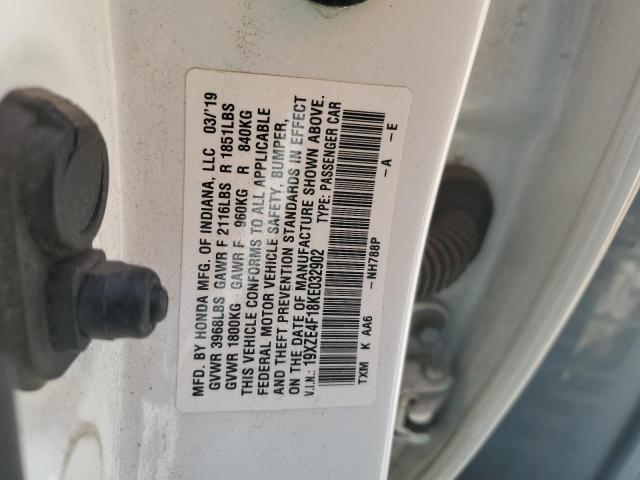 MFD. BY HONDA MFG. OF INDIANA, LLC 03/'19
GVWR 3968LBS GAWR F 2116LBS R 1851LBS
GVWR 1800KG GAWR F 960KG R 840KG
THIS VEHICLE CONFORMS TO ALL APPLICABLE
FEDERAL MOTOR VEHICLE SAFETY, BUMPER,
AND THEFT PREVENTION STANDARDS IN EFFECT
ON THE DATE OF MANUFACTURE SHOWN ABOVE.
V.I.N.: 19XZE4F18KE032902 TYPE: PASSENGER CAR
TXM K AA6 -NH788P -A -E